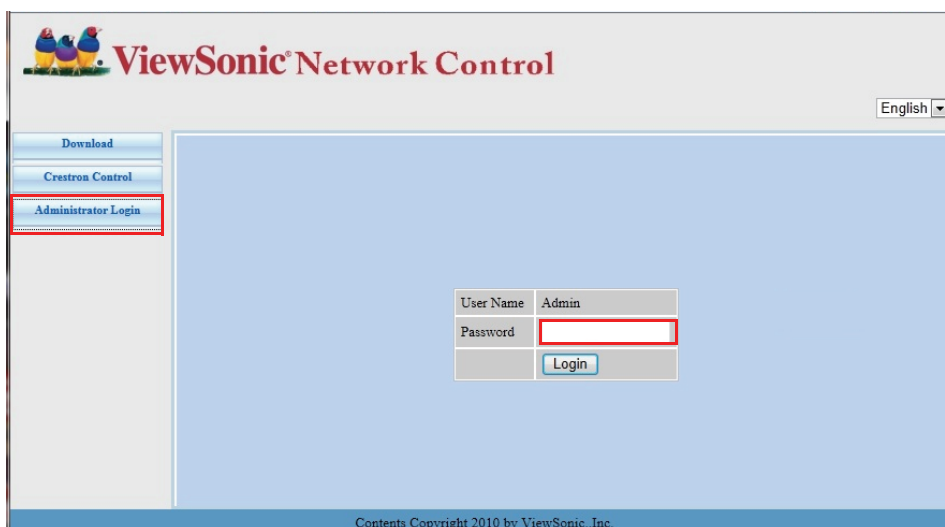 ViewSonic® Network Control
English
Download
Crestron Control
Administrator Login
User Name Admin
Password
Login
Contents Copyright 2010 by ViewSonic, Inc.